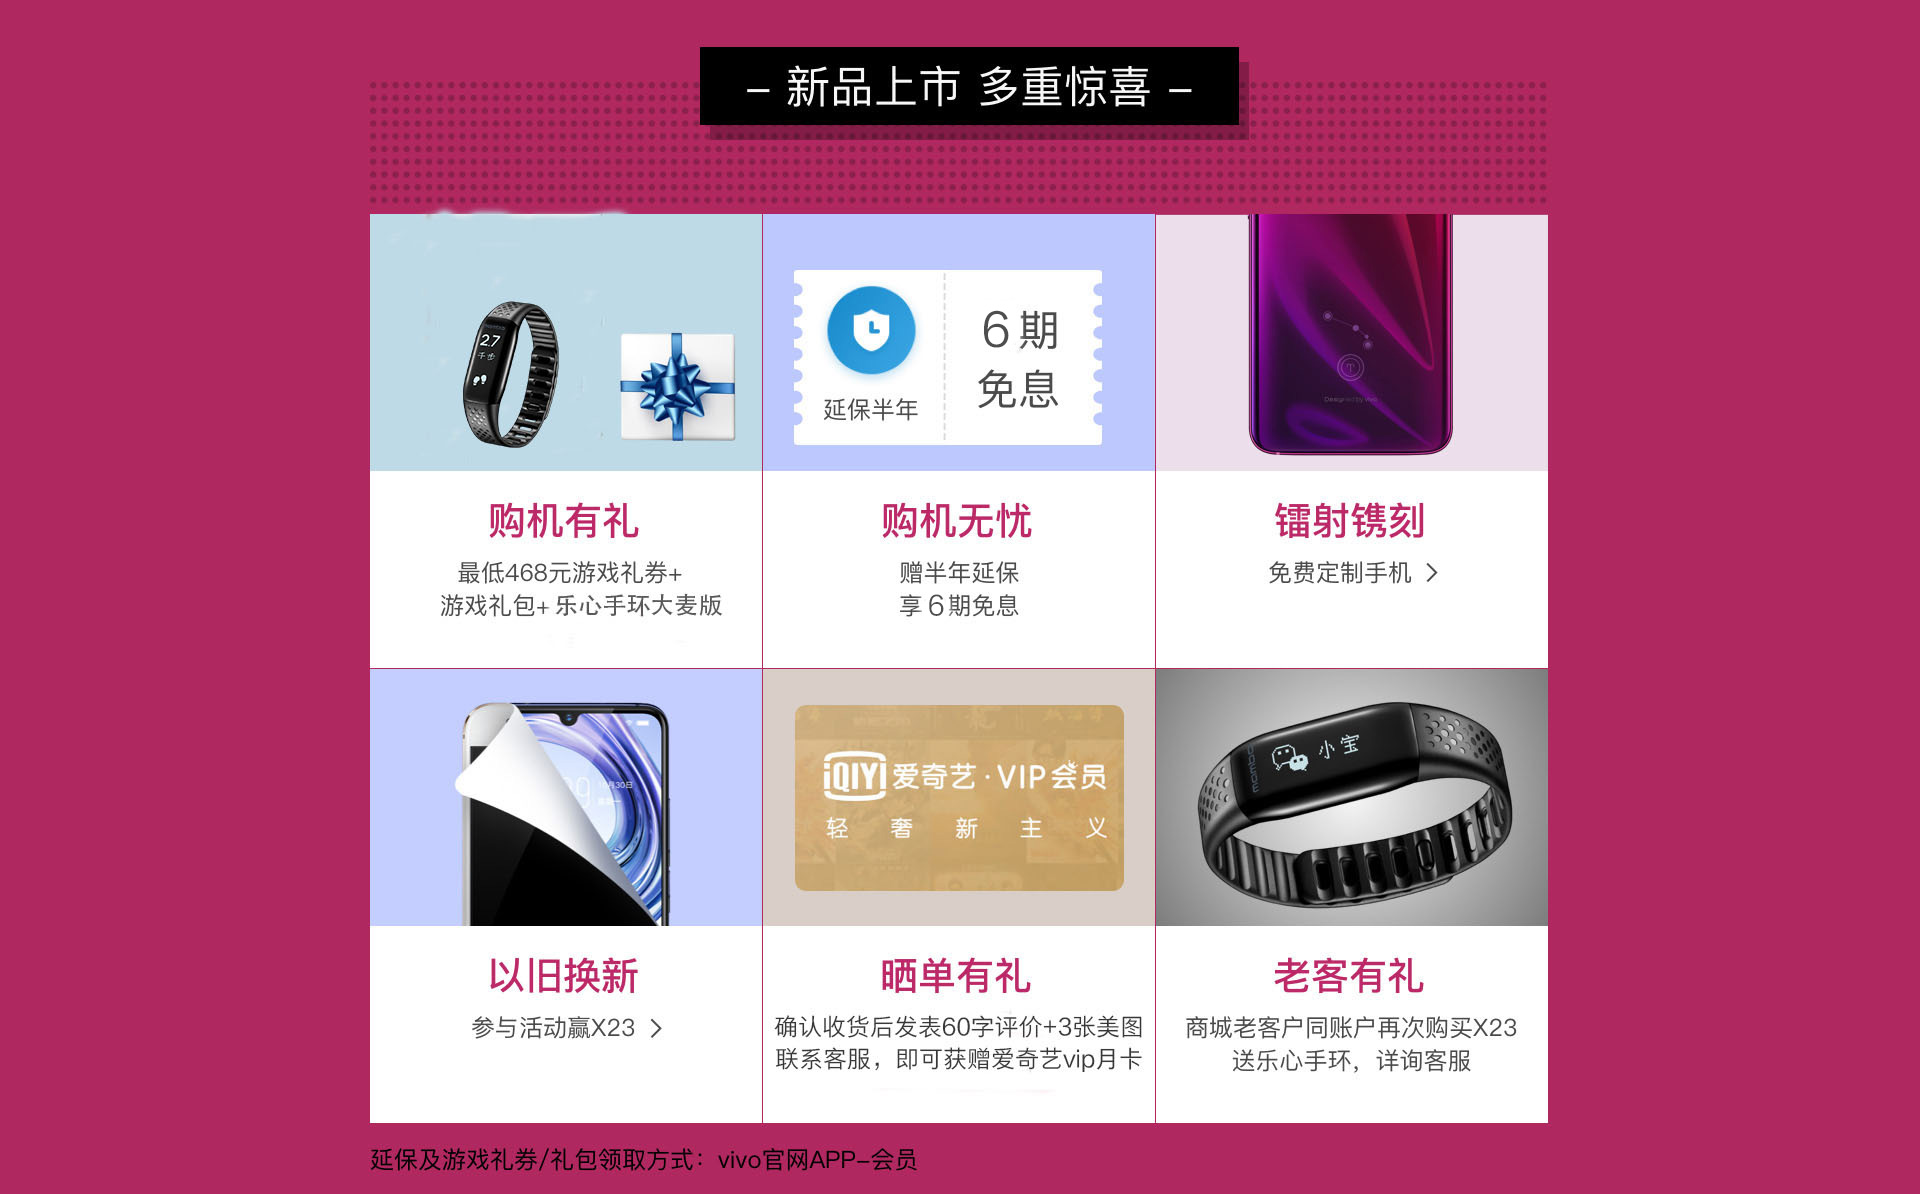 – 新品上市 多重惊喜 –
27
千步
延保半年
6期
免息
T
Designed by vivo
购机有礼
最低468元游戏礼券+
游戏礼包+ 乐心手环大麦版
购机无忧
赠半年延保
享6期免息
镭射镌刻
免费定制手机 >
iQIYI 爱奇艺·VIP会员
轻奢新主义
mambo
小宝
以旧换新
参与活动赢X23 >
晒单有礼
确认收货后发表60字评价+3张美图
联系客服，即可获赠爱奇艺vip月卡
老客有礼
商城老客户同账户再次购买X23
送乐心手环，详询客服
延保及游戏礼券/礼包领取方式：vivo官网APP–会员